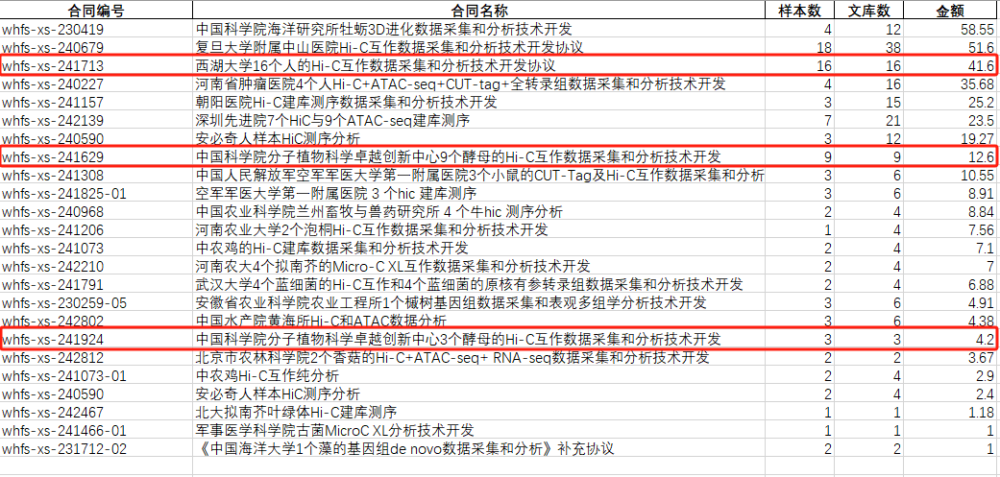 合同编号 合同名称 样本数 文库数 金额
whfs-xs-230419 中国科学院海洋研究所牡蛎3D进化数据采集和分析技术开发 4 12 58.55
whfs-xs-240679 复旦大学附属中山医院Hi-C互作数据采集和分析技术开发协议 18 38 51.6
whfs-xs-241713 西湖大学16个人的Hi-C互作数据采集和分析技术开发协议 16 16 41.6
whfs-xs-240227 河南省肿瘤医院4个人Hi-C+ATAC-seq+CUT-tag+全转录组数据采集和分析技术开发 4 16 35.68
whfs-xs-241157 朝阳医院Hi-C建库测序数据采集和分析技术开发 3 15 25.2
whfs-xs-242139 深圳先进院7个HiC与9个ATAC-seq建库测序 7 21 23.5
whfs-xs-240590 安必奇人样本HiC测序分析 3 12 19.27
whfs-xs-241629 中国科学院分子植物科学卓越创新中心9个酵母的Hi-C互作数据采集和分析技术开发 9 9 12.6
whfs-xs-241308 中国人民解放军空军军医大学第一附属医院3个小鼠的CUT-Tag及Hi-C互作数据采集和分析 3 6 10.55
whfs-xs-241825-01 空军军医大学第一附属医院 3 个hic 建库测序 3 6 8.91
whfs-xs-240968 中国农业科学院兰州畜牧与兽药研究所 4 个牛hic 测序分析 2 4 8.84
whfs-xs-241206 河南农业大学2个泡桐Hi-C互作数据采集和分析技术开发 1 4 7.56
whfs-xs-241073 中农鸡的Hi-C建库数据采集和分析技术开发 2 4 7.1
whfs-xs-242210 河南农大4个拟南芥的Micro-C XL互作数据采集和分析技术开发 2 4 7
whfs-xs-241791 武汉大学4个蓝细菌的Hi-C互作和4个蓝细菌的原核有参转录组数据采集和分析技术开发 2 4 6.88
whfs-xs-230259-05 安徽省农业科学院农业工程所1个槭树基因组数据采集和表观多组学分析技术开发 3 6 4.91
whfs-xs-242802 中国水产院黄海所Hi-C和ATAC数据分析 3 6 4.38
whfs-xs-241924 中国科学院分子植物科学卓越创新中心3个酵母的Hi-C互作数据采集和分析技术开发 3 3 4.2
whfs-xs-242812 北京市农林科学院2个香菇的Hi-C+ATAC-seq+ RNA-seq数据采集和分析技术开发 2 2 3.67
whfs-xs-241073-01 中农鸡Hi-C互作纯分析 2 4 2.9
whfs-xs-240590 安必奇人样本HiC测序分析 2 4 2.4
whfs-xs-242467 北大拟南芥叶绿体Hi-C建库测序 1 1 1.18
whfs-xs-241466-01 军事医学科学院古菌MicroC XL分析技术开发 1 1 1
whfs-xs-231712-02 《中国海洋大学1个藻的基因组de novo数据采集和分析》补充协议 2 2 1